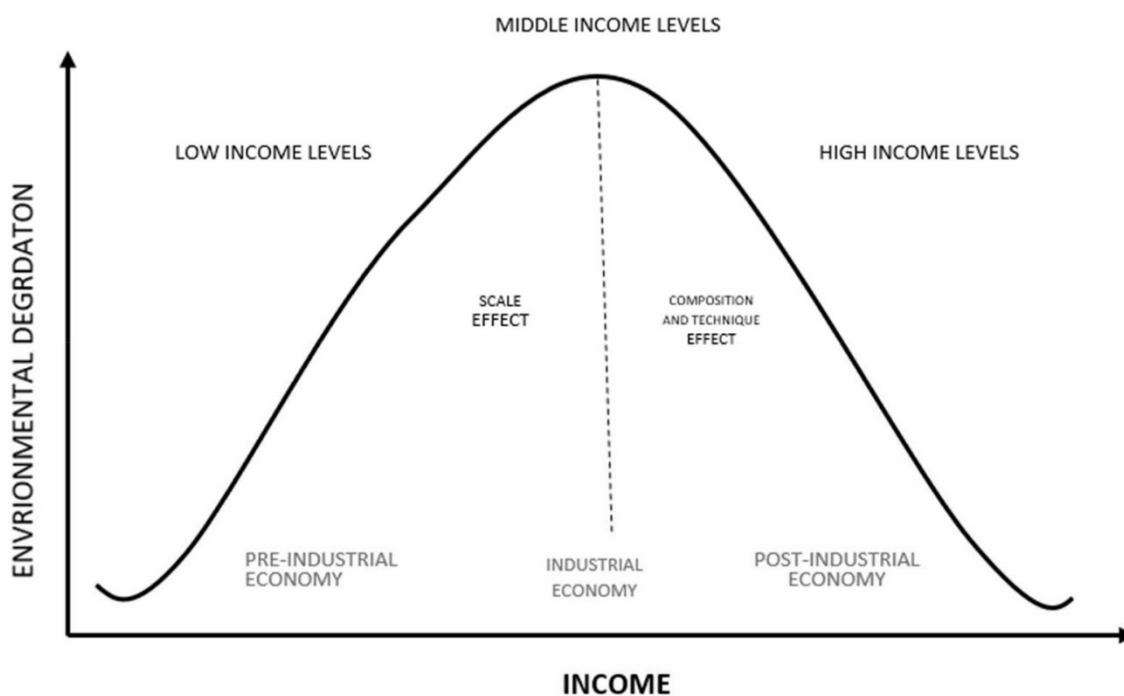 MIDDLE INCOME LEVELS
LOW INCOME LEVELS
HIGH INCOME LEVELS
ENVRIONMENTAL DEGRDATON
SCALE
EFFECT
COMPOSITION
AND TECHNIQUE
EFFECT
PRE-INDUSTRIAL
ECONOMY
INDUSTRIAL
ECONOMY
POST-INDUSTRIAL
ECONOMY
INCOME